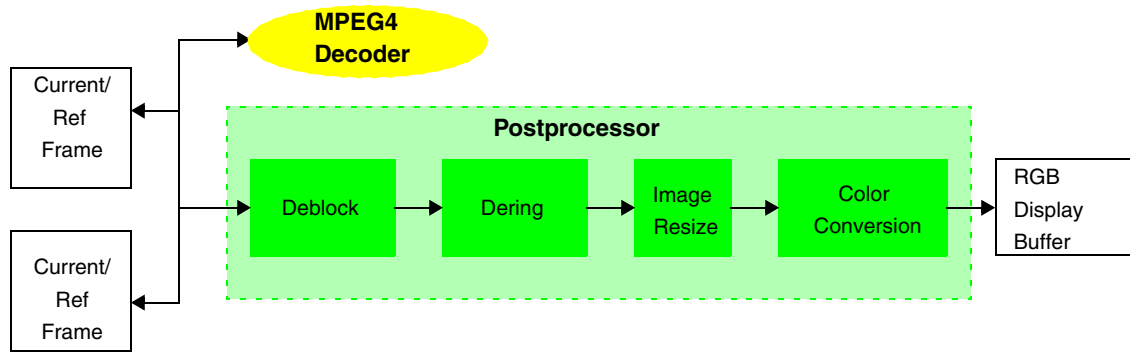 MPEG4
Decoder
Current/
Ref
Frame
Postprocessor
Deblock
Dering
Image
Resize
Color
Conversion
RGB
Display
Buffer
Current/
Ref
Frame